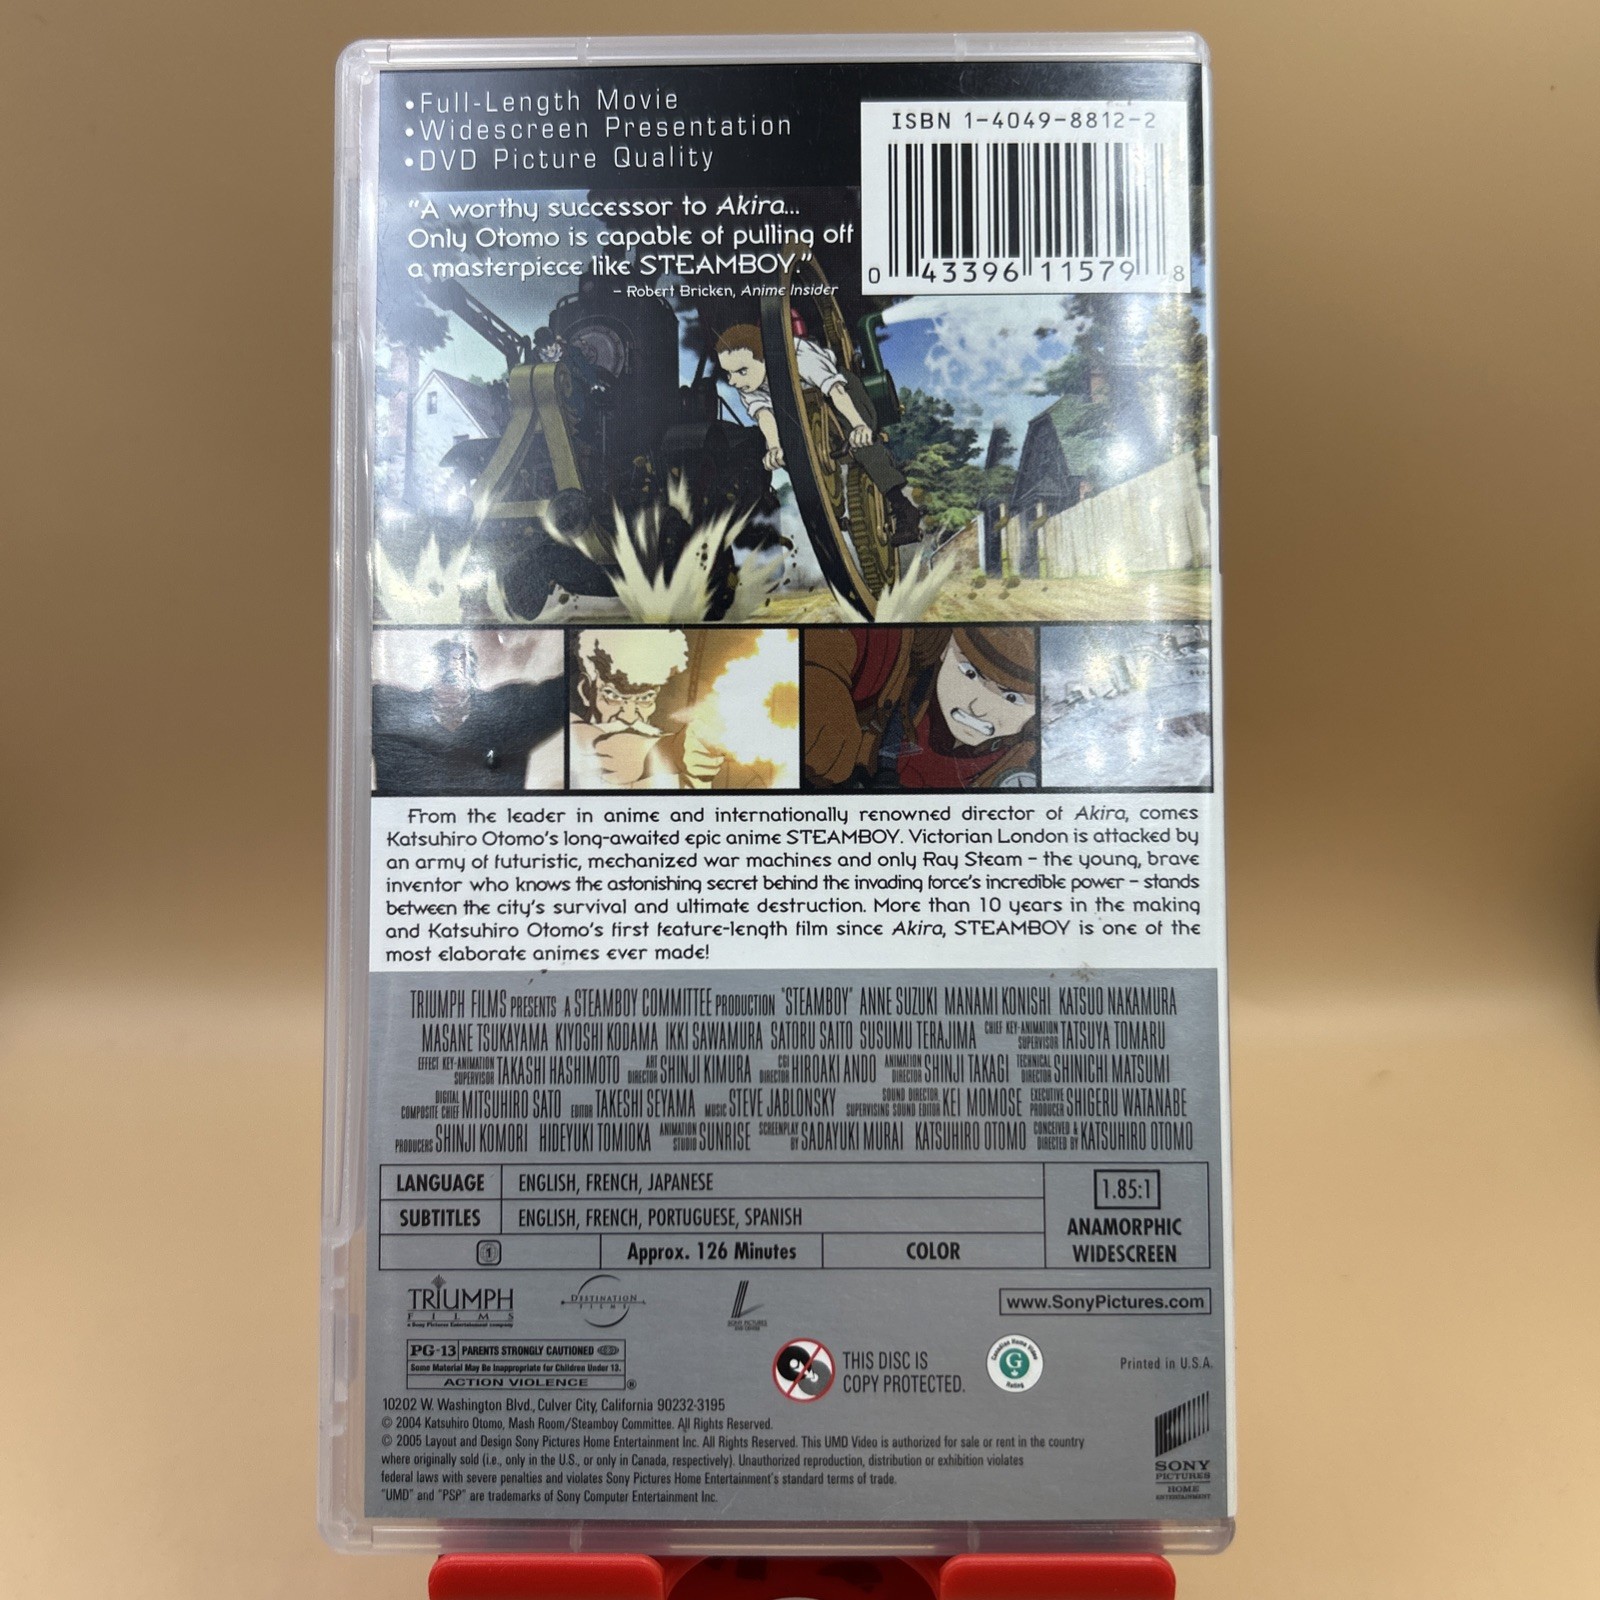 •Full-Length Movie
•Widescreen Presentation
•DVD Picture Quality
ISBN 1-4049-8812-2
0 43396 11579 8
"A worthy successor to Akira...
Only Otomo is capable of pulling off
a masterpiece like STEAMBOY."
– Robert Bricken, Anime Insider
From the leader in anime and internationally renowned director of Akira, comes
Katsuhiro Otomo's long-awaited epic anime STEAMBOY. Victorian London is attacked by
an army of futuristic, mechanized war machines and only Ray Steam – the young, brave
inventor who knows the astonishing secret behind the invading force's incredible power – stands
between the city's survival and ultimate destruction. More than 10 years in the making
and Katsuhiro Otomo's first feature-length film since Akira, STEAMBOY is one of the
most elaborate animes ever made!
TRIUMPH FILMS PRESENTS A STEAMBOY COMMITTEE PRODUCTION "STEAMBOY" ANNE SUZUKI MANAMI KONISHI KATSUO NAKAMURA
MASANE TSUKAYAMA KIYOSHI KODAMA IKKI SAWAMURA SATORU SAITO SUSUMU TERAJIMA CHIEF KEY-ANIMATION SUPERVISOR TATSUYA TOMARU
EFFECT KEY-ANIMATION SUPERVISOR TAKASHI HASHIMOTO ART DIRECTOR SHINJI KIMURA CGI DIRECTOR HIROAKI ANDO ANIMATION DIRECTOR SHINJI TAKAGI TECHNICAL DIRECTOR SHINICHI MATSUMI
DIGITAL COMPOSITE CHIEF MITSUHIRO SATO EDITOR TAKESHI SEYAMA MUSIC STEVE JABLONSKY SOUND DIRECTOR SUPERVISING SOUND EDITOR KEI MOMOSE EXECUTIVE PRODUCER SHIGERU WATANABE
PRODUCERS SHINJI KOMORI HIDEYUKI TOMIOKA ANIMATION STUDIO SUNRISE SCREENPLAY BY SADAYUKI MURAI KATSUHIRO OTOMO CONCEIVED & DIRECTED BY KATSUHIRO OTOMO
LANGUAGE ENGLISH, FRENCH, JAPANESE
SUBTITLES ENGLISH, FRENCH, PORTUGUESE, SPANISH
1 Approx. 126 Minutes COLOR
1.85:1
ANAMORPHIC
WIDESCREEN
TRIUMPH
FILMS
a Sony Pictures Entertainment company
DESTINATION
FILMS
SONY PICTURES
www.SonyPictures.com
PG-13 PARENTS STRONGLY CAUTIONED
Some Material May Be Inappropriate for Children Under 13.
ACTION VIOLENCE
®
THIS DISC IS
COPY PROTECTED.
Canadian Home Video
G
Rating
Printed in U.S.A.
10202 W. Washington Blvd., Culver City, California 90232-3195
© 2004 Katsuhiro Otomo, Mash Room/Steamboy Committee. All Rights Reserved.
© 2005 Layout and Design Sony Pictures Home Entertainment Inc. All Rights Reserved. This UMD Video is authorized for sale or rent in the country
where originally sold (i.e., only in the U.S., or only in Canada, respectively). Unauthorized reproduction, distribution or exhibition violates
federal laws with severe penalties and violates Sony Pictures Home Entertainment's standard terms of trade.
"UMD" and "PSP" are trademarks of Sony Computer Entertainment Inc.
SONY
PICTURES
HOME
ENTERTAINMENT